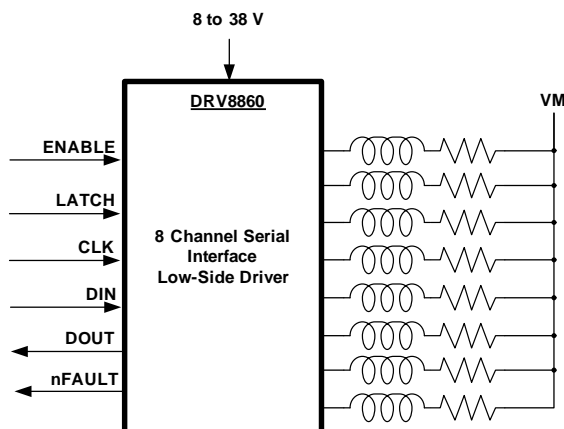 8 to 38 V
DRV8860
VM
ENABLE
LATCH
CLK
DIN
DOUT
nFAULT
8 Channel Serial
Interface
Low-Side Driver